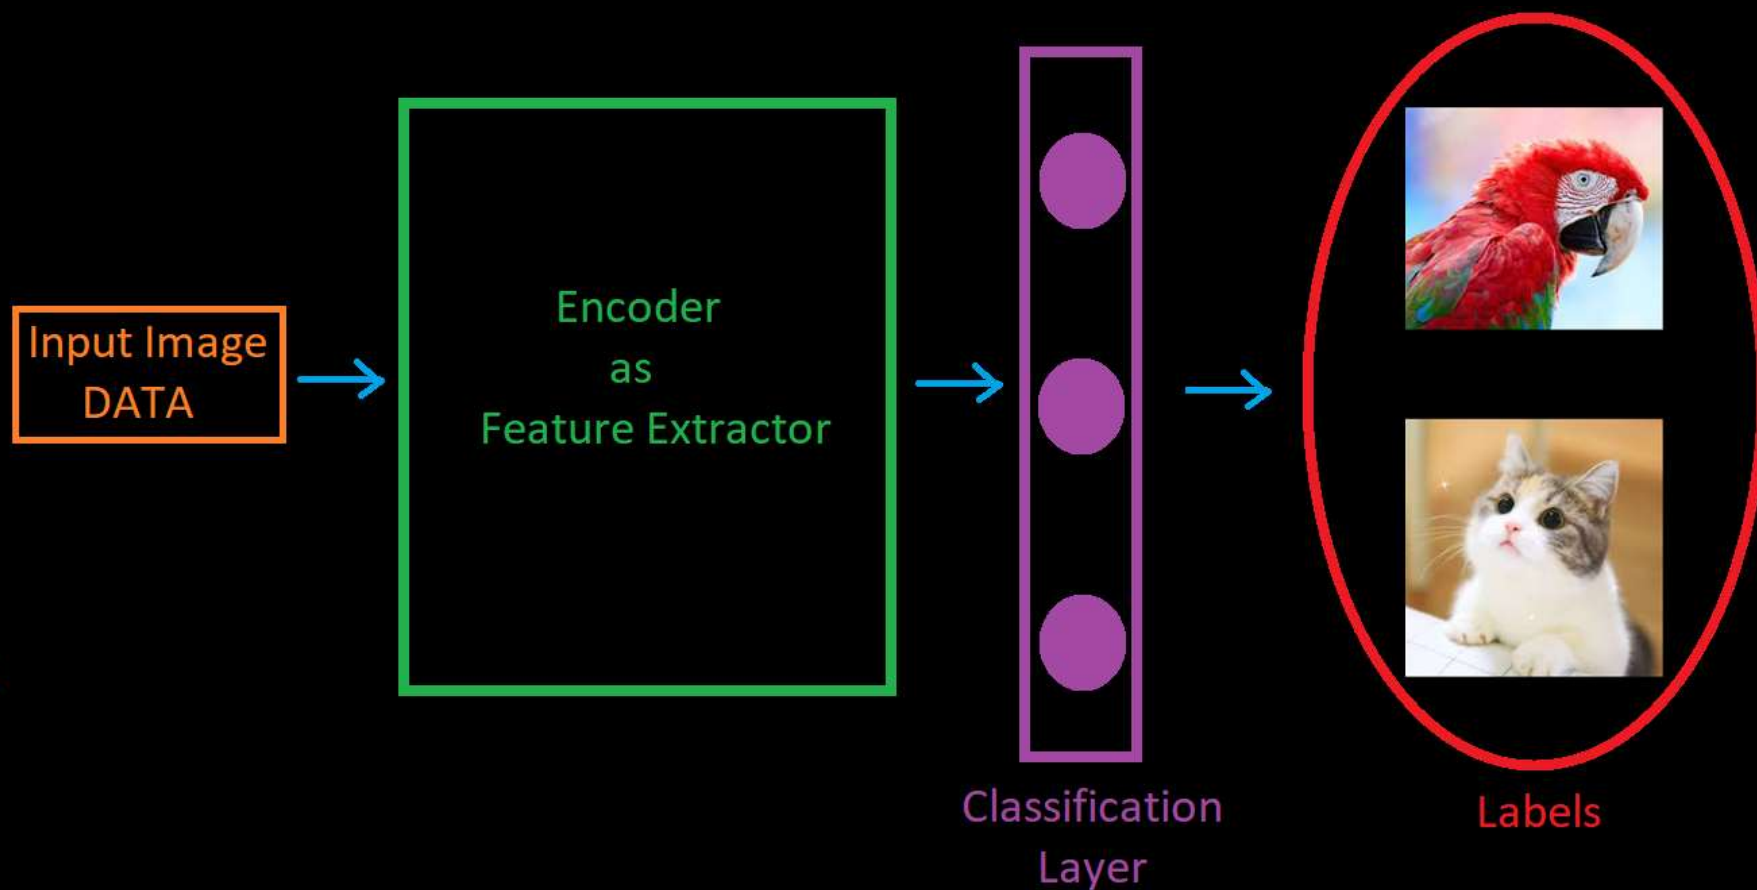 Input Image
DATA
Encoder
as
Feature Extractor
Classification
Layer
Labels